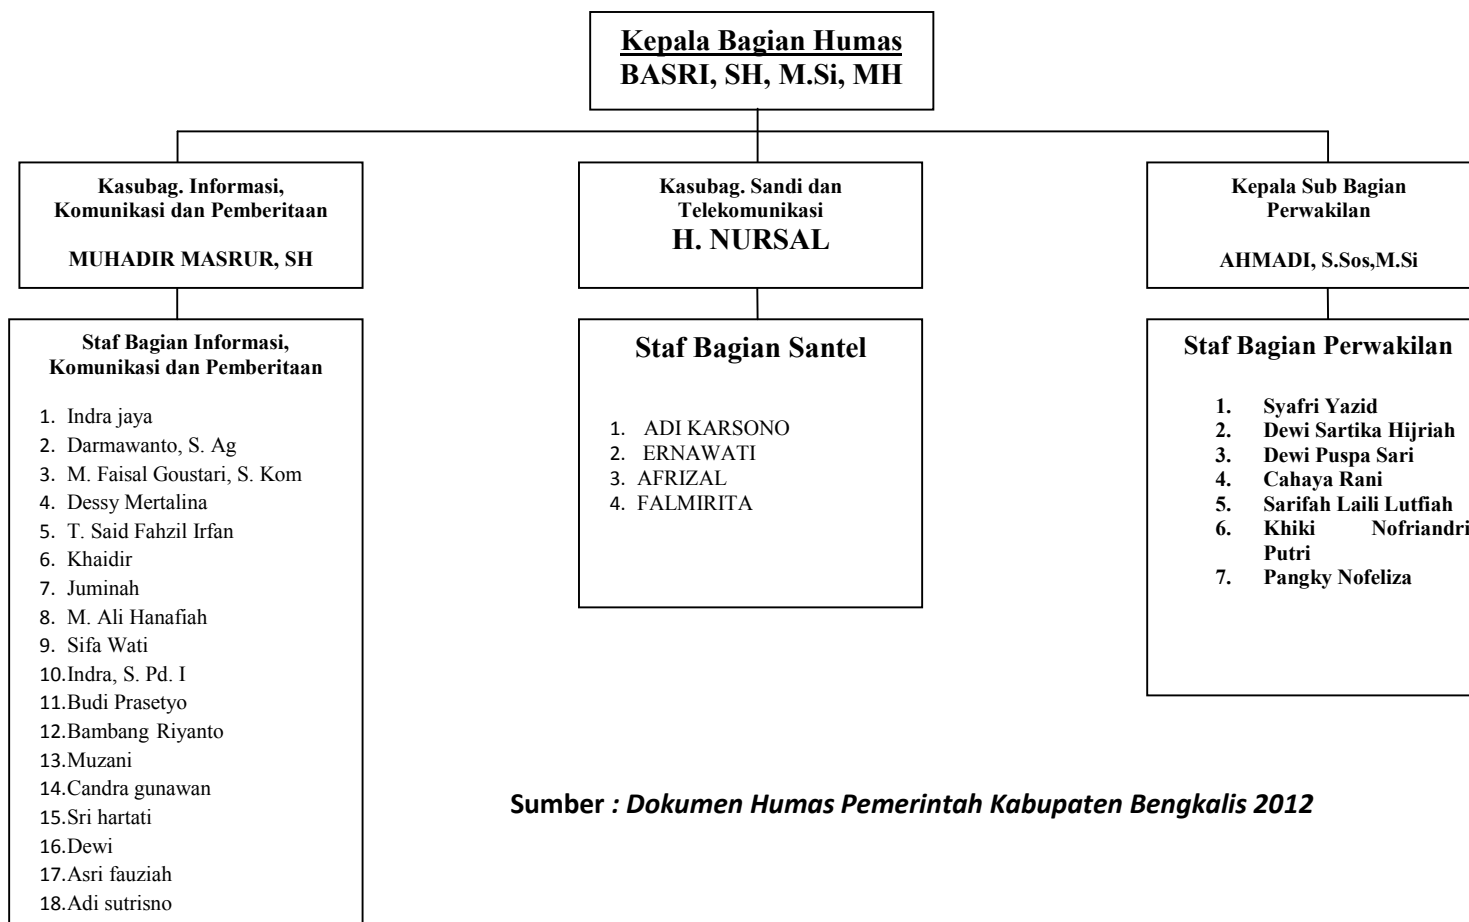 Kepala Bagian Humas
BASRI, SH, M.Si, MH
Kasubag. Informasi,
Komunikasi dan Pemberitaan
MUHADIR MASRUR, SH
Kasubag. Sandi dan
Telekomunikasi
H. NURSAL
Kepala Sub Bagian
Perwakilan
AHMADI, S.Sos,M.Si
Staf Bagian Informasi,
Komunikasi dan Pemberitaan
1. Indra jaya
2. Darmawanto, S. Ag
3. M. Faisal Goustari, S. Kom
4. Dessy Mertalina
5. T. Said Fahzil Irfan
6. Khaidir
7. Juminah
8. M. Ali Hanafiah
9. Sifa Wati
10.Indra, S. Pd. I
11.Budi Prasetyo
12.Bambang Riyanto
13.Muzani
14.Candra gunawan
15.Sri hartati
16.Dewi
17.Asri fauziah
18.Adi sutrisno
Staf Bagian Santel
1. ADI KARSONO
2. ERNAWATI
3. AFRIZAL
4. FALMIRITA
Staf Bagian Perwakilan
1. Syafri Yazid
2. Dewi Sartika Hijriah
3. Dewi Puspa Sari
4. Cahaya Rani
5. Sarifah Laili Lutfiah
6. Khiki Nofriandri
Putri
7. Pangky Nofeliza
Sumber : Dokumen Humas Pemerintah Kabupaten Bengkalis 2012